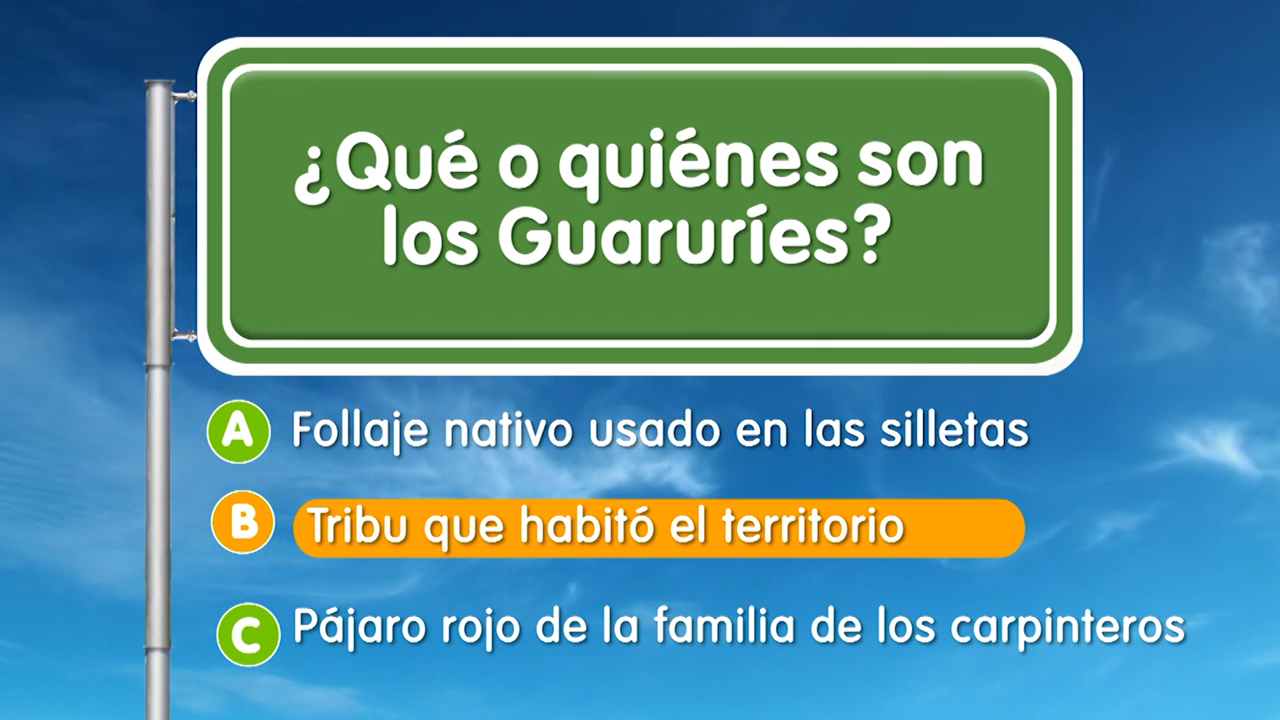 ¿Qué o quiénes son
los Guaruríes?
A Follaje nativo usado en las silletas
B Tribu que habitó el territorio
C Pájaro rojo de la familia de los carpinteros